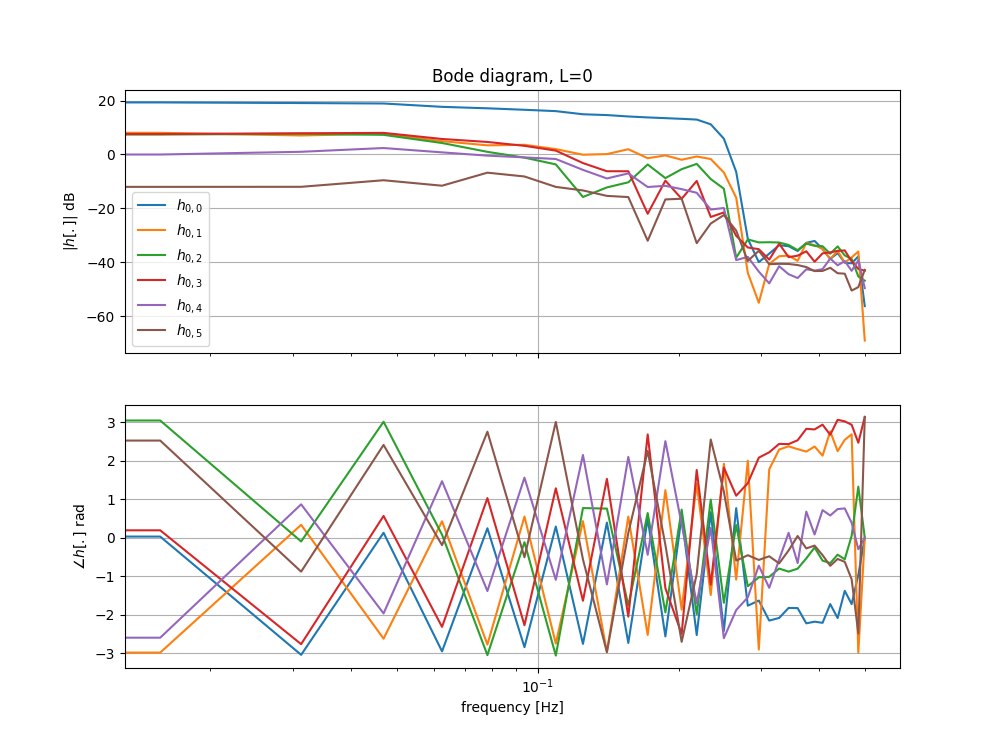 Bode diagram, L=0
|h[.]| dB
20
0
−20
−40
−60
h0,0
h0,1
h0,2
h0,3
h0,4
h0,5
∠h[.] rad
3
2
1
0
−1
−2
−3
10−1
frequency [Hz]